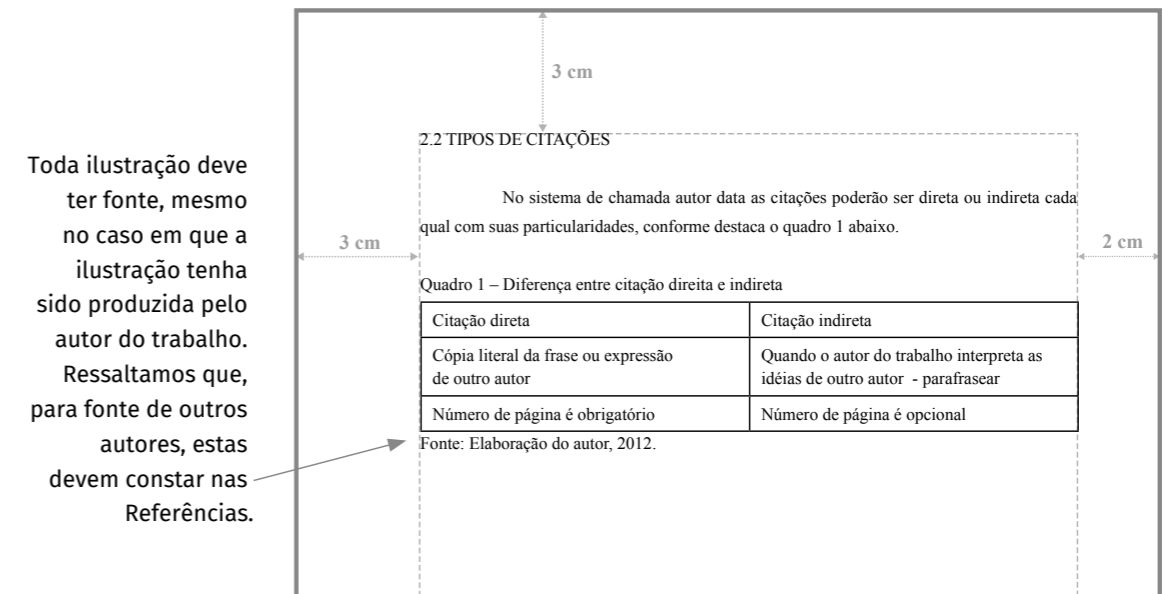 Toda ilustração deve
ter fonte, mesmo
no caso em que a
ilustração tenha
sido produzida pelo
autor do trabalho.
Ressaltamos que,
para fonte de outros
autores, estas
devem constar nas
Referências.
3 cm
2.2 TIPOS DE CITAÇÕES
No sistema de chamada autor data as citações poderão ser direta ou indireta cada
qual com suas particularidades, conforme destaca o quadro 1 abaixo.
3 cm
2 cm
Quadro 1 – Diferença entre citação direita e indireta
Citação direta
Citação indireta
Cópia literal da frase ou expressão
de outro autor
Quando o autor do trabalho interpreta as
idéias de outro autor - parafrasear
Número de página é obrigatório
Número de página é opcional
Fonte: Elaboração do autor, 2012.